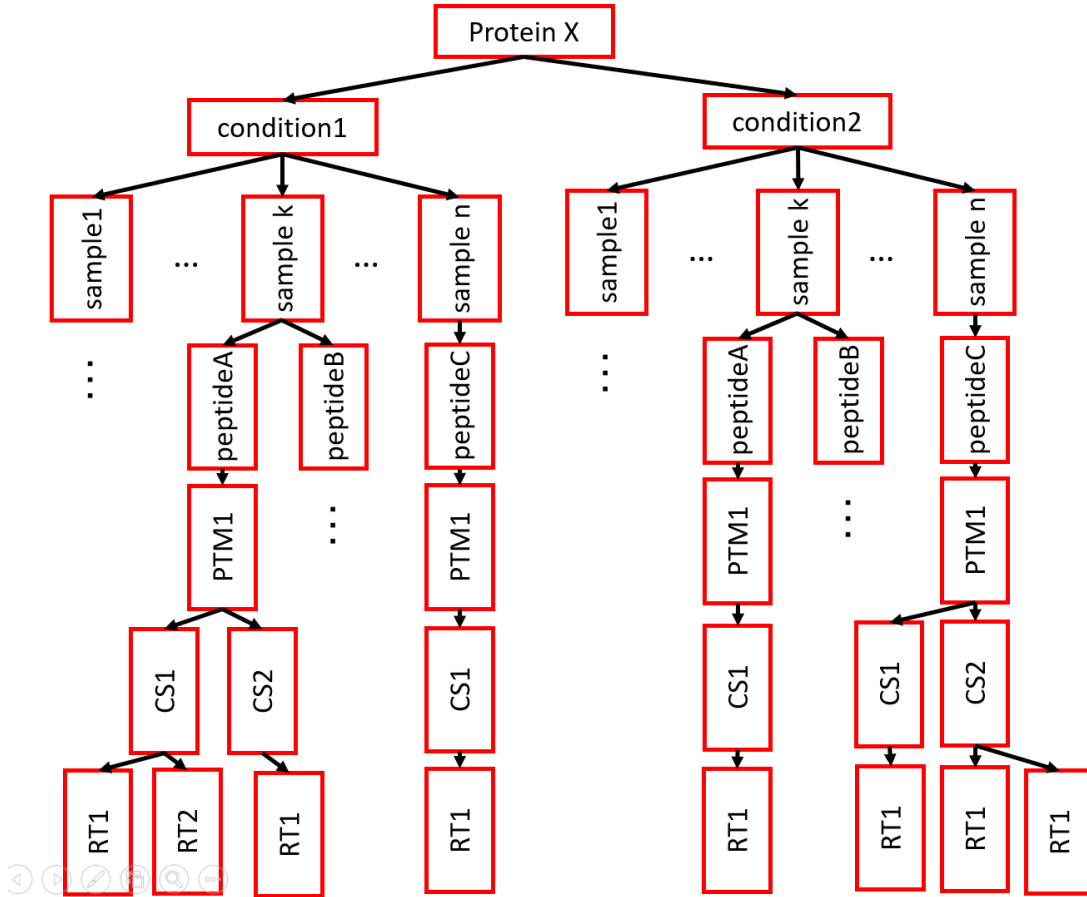 Protein X
condition1
condition2
sample1
...
sample k
...
sample n
sample1
...
sample k
...
sample n
...
peptideA
peptideB
peptideC
...
peptideA
peptideB
peptideC
PTM1
...
PTM1
PTM1
...
PTM1
CS1
CS2
CS1
CS1
CS1
CS2
RT1
RT2
RT1
RT1
RT1
RT1
RT1
RT1